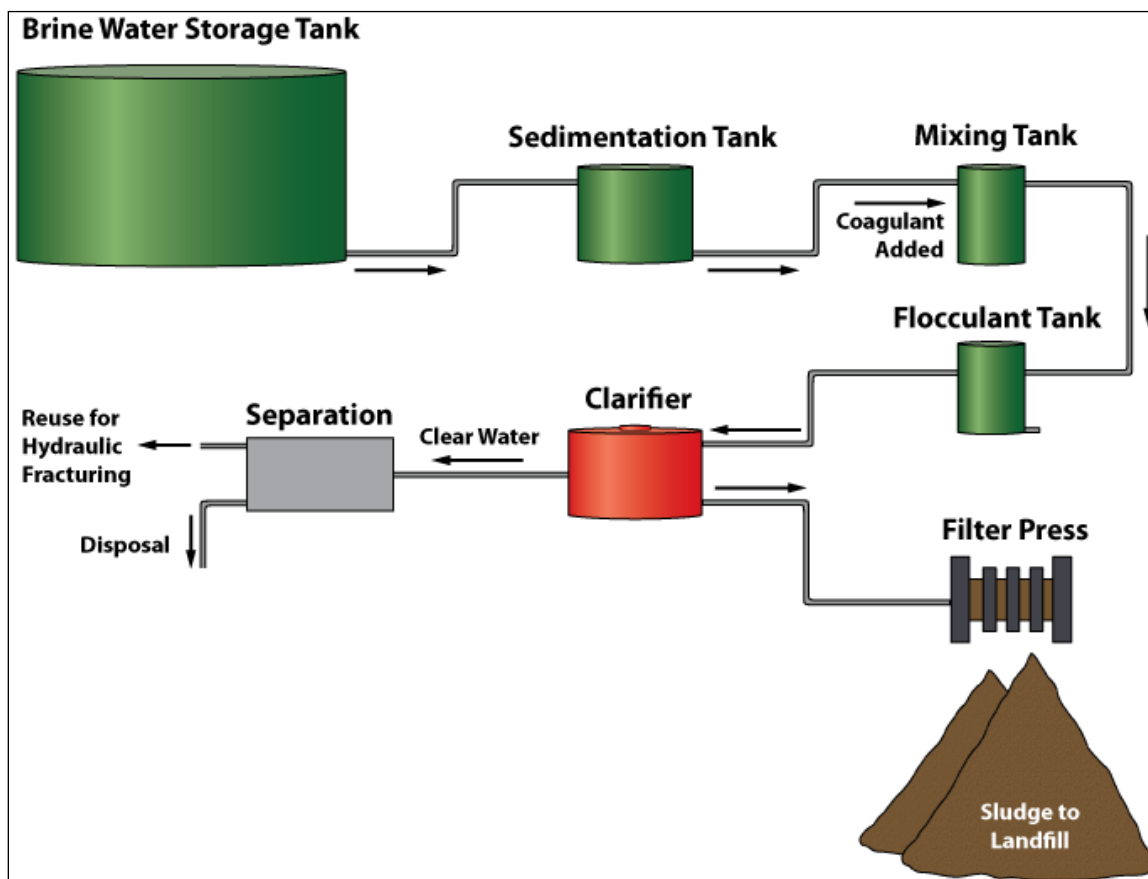 Brine Water Storage Tank
Sedimentation Tank
Mixing Tank
Coagulant
Added
Flocculant Tank
Clarifier
Separation
Clear Water
Reuse for
Hydraulic
Fracturing
Disposal
Filter Press
Sludge to
Landfill